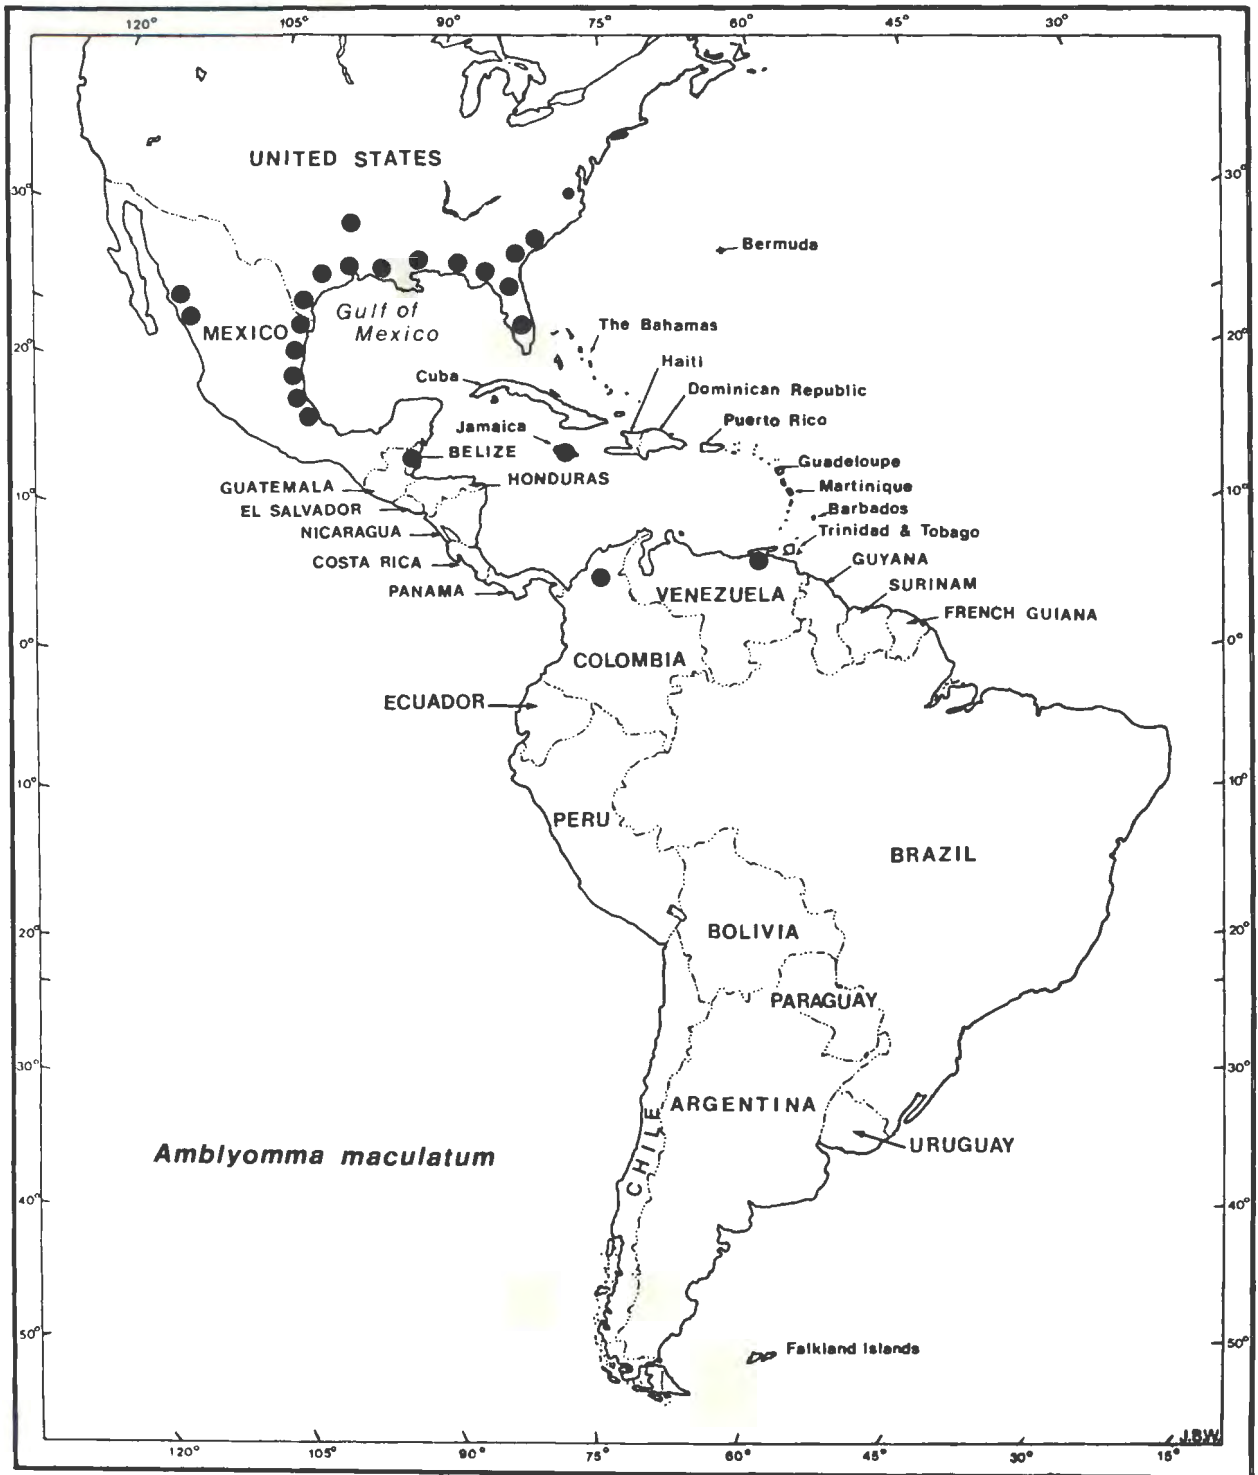 120° 105° 90° 75° 60° 45° 30°
UNITED STATES
30° 30°
Bermuda
Gulf of
Mexico
MEXICO
The Bahamas
20° 20°
Haiti
Cuba
Dominican Republic
Jamaica
Puerto Rico
BELIZE
Guadeloupe
HONDURAS
GUATEMALA
Martinique
10° 10°
EL SALVADOR
Barbados
NICARAGUA
Trinidad & Tobago
COSTA RICA
GUYANA
PANAMA
VENEZUELA
SURINAM
FRENCH GUIANA
0° 0°
COLOMBIA
ECUADOR
10° 10°
PERU
BRAZIL
20° 20°
BOLIVIA
PARAGUAY
30° 30°
ARGENTINA
CHILE
URUGUAY
Amblyomma maculatum
40° 40°
50° 50°
Falkland Islands
J.B.W.
120° 105° 90° 75° 60° 45° 30° 15°